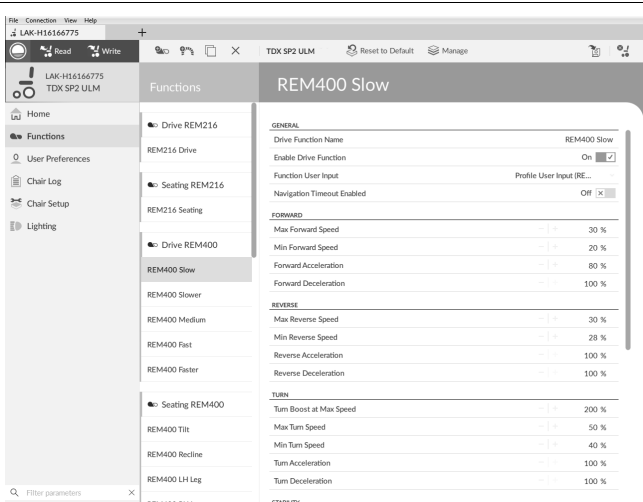 File Connection View Help
LAK-H16166775
Read Write TDX SP2 ULM Reset to Default Manage
LAK-H16166775
TDX SP2 ULM
Home
Functions
User Preferences
Chair Log
Chair Setup
Lighting
Filter parameters
Functions
Drive REM216
REM216 Drive
Seating REM216
REM216 Seating
Drive REM400
REM400 Slow
REM400 Slower
REM400 Medium
REM400 Fast
REM400 Faster
Seating REM400
REM400 Tilt
REM400 Recline
REM400 LH Leg
REM400 Slow
GENERAL
Drive Function Name REM400 Slow
Enable Drive Function On
Function User Input Profile User Input (RE...
Navigation Timeout Enabled Off
FORWARD
Max Forward Speed - + 30 %
Min Forward Speed - + 20 %
Forward Acceleration - + 80 %
Forward Deceleration - + 100 %
REVERSE
Max Reverse Speed - + 30 %
Min Reverse Speed - + 28 %
Reverse Acceleration - + 100 %
Reverse Deceleration - + 100 %
TURN
Turn Boost at Max Speed - + 200 %
Max Turn Speed - + 50 %
Min Turn Speed - + 40 %
Turn Acceleration - + 100 %
Turn Deceleration - + 100 %